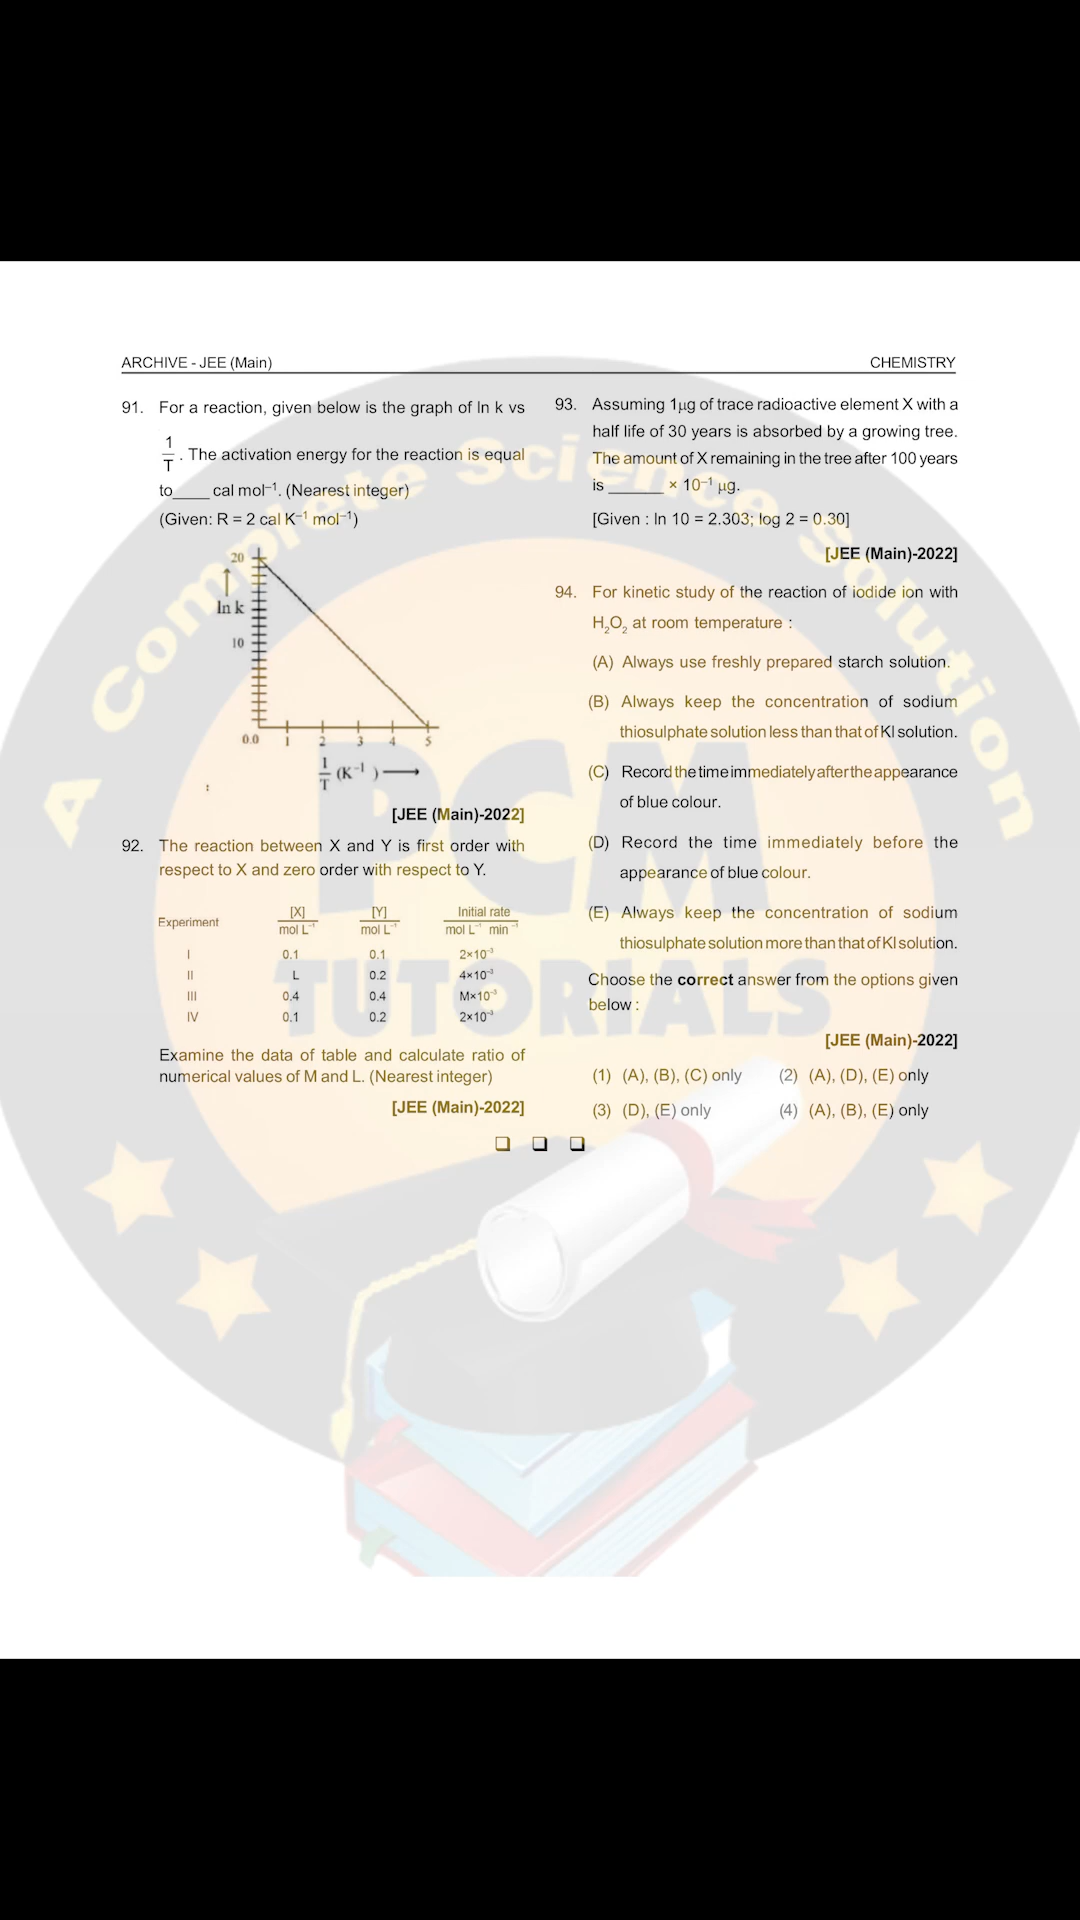 ARCHIVE - JEE (Main) CHEMISTRY
91. For a reaction, given below is the graph of ln k vs
1/T . The activation energy for the reaction is equal
to____ cal mol–1. (Nearest integer)
(Given: R = 2 cal K–1 mol–1)
20
ln k
10
0.0 1 2 3 4 5
1/T (K-1 )
:
[JEE (Main)-2022]
92. The reaction between X and Y is first order with
respect to X and zero order with respect to Y.
Experiment [X]/mol L-1 [Y]/mol L-1 Initial rate/mol L-1 min-1
I 0.1 0.1 2×10-3
II L 0.2 4×10-3
III 0.4 0.4 M×10-3
IV 0.1 0.2 2×10-3
Examine the data of table and calculate ratio of
numerical values of M and L. (Nearest integer)
[JEE (Main)-2022]
93. Assuming 1μg of trace radioactive element X with a
half life of 30 years is absorbed by a growing tree.
The amount of X remaining in the tree after 100 years
is ______ × 10–1 μg.
[Given : ln 10 = 2.303; log 2 = 0.30]
[JEE (Main)-2022]
94. For kinetic study of the reaction of iodide ion with
H2O2 at room temperature :
(A) Always use freshly prepared starch solution.
(B) Always keep the concentration of sodium
thiosulphate solution less than that of KI solution.
(C) Record the time immediately after the appearance
of blue colour.
(D) Record the time immediately before the
appearance of blue colour.
(E) Always keep the concentration of sodium
thiosulphate solution more than that of KI solution.
Choose the correct answer from the options given
below :
[JEE (Main)-2022]
(1) (A), (B), (C) only (2) (A), (D), (E) only
(3) (D), (E) only (4) (A), (B), (E) only
A Complete Science Solution
PCM
TUTORIALS